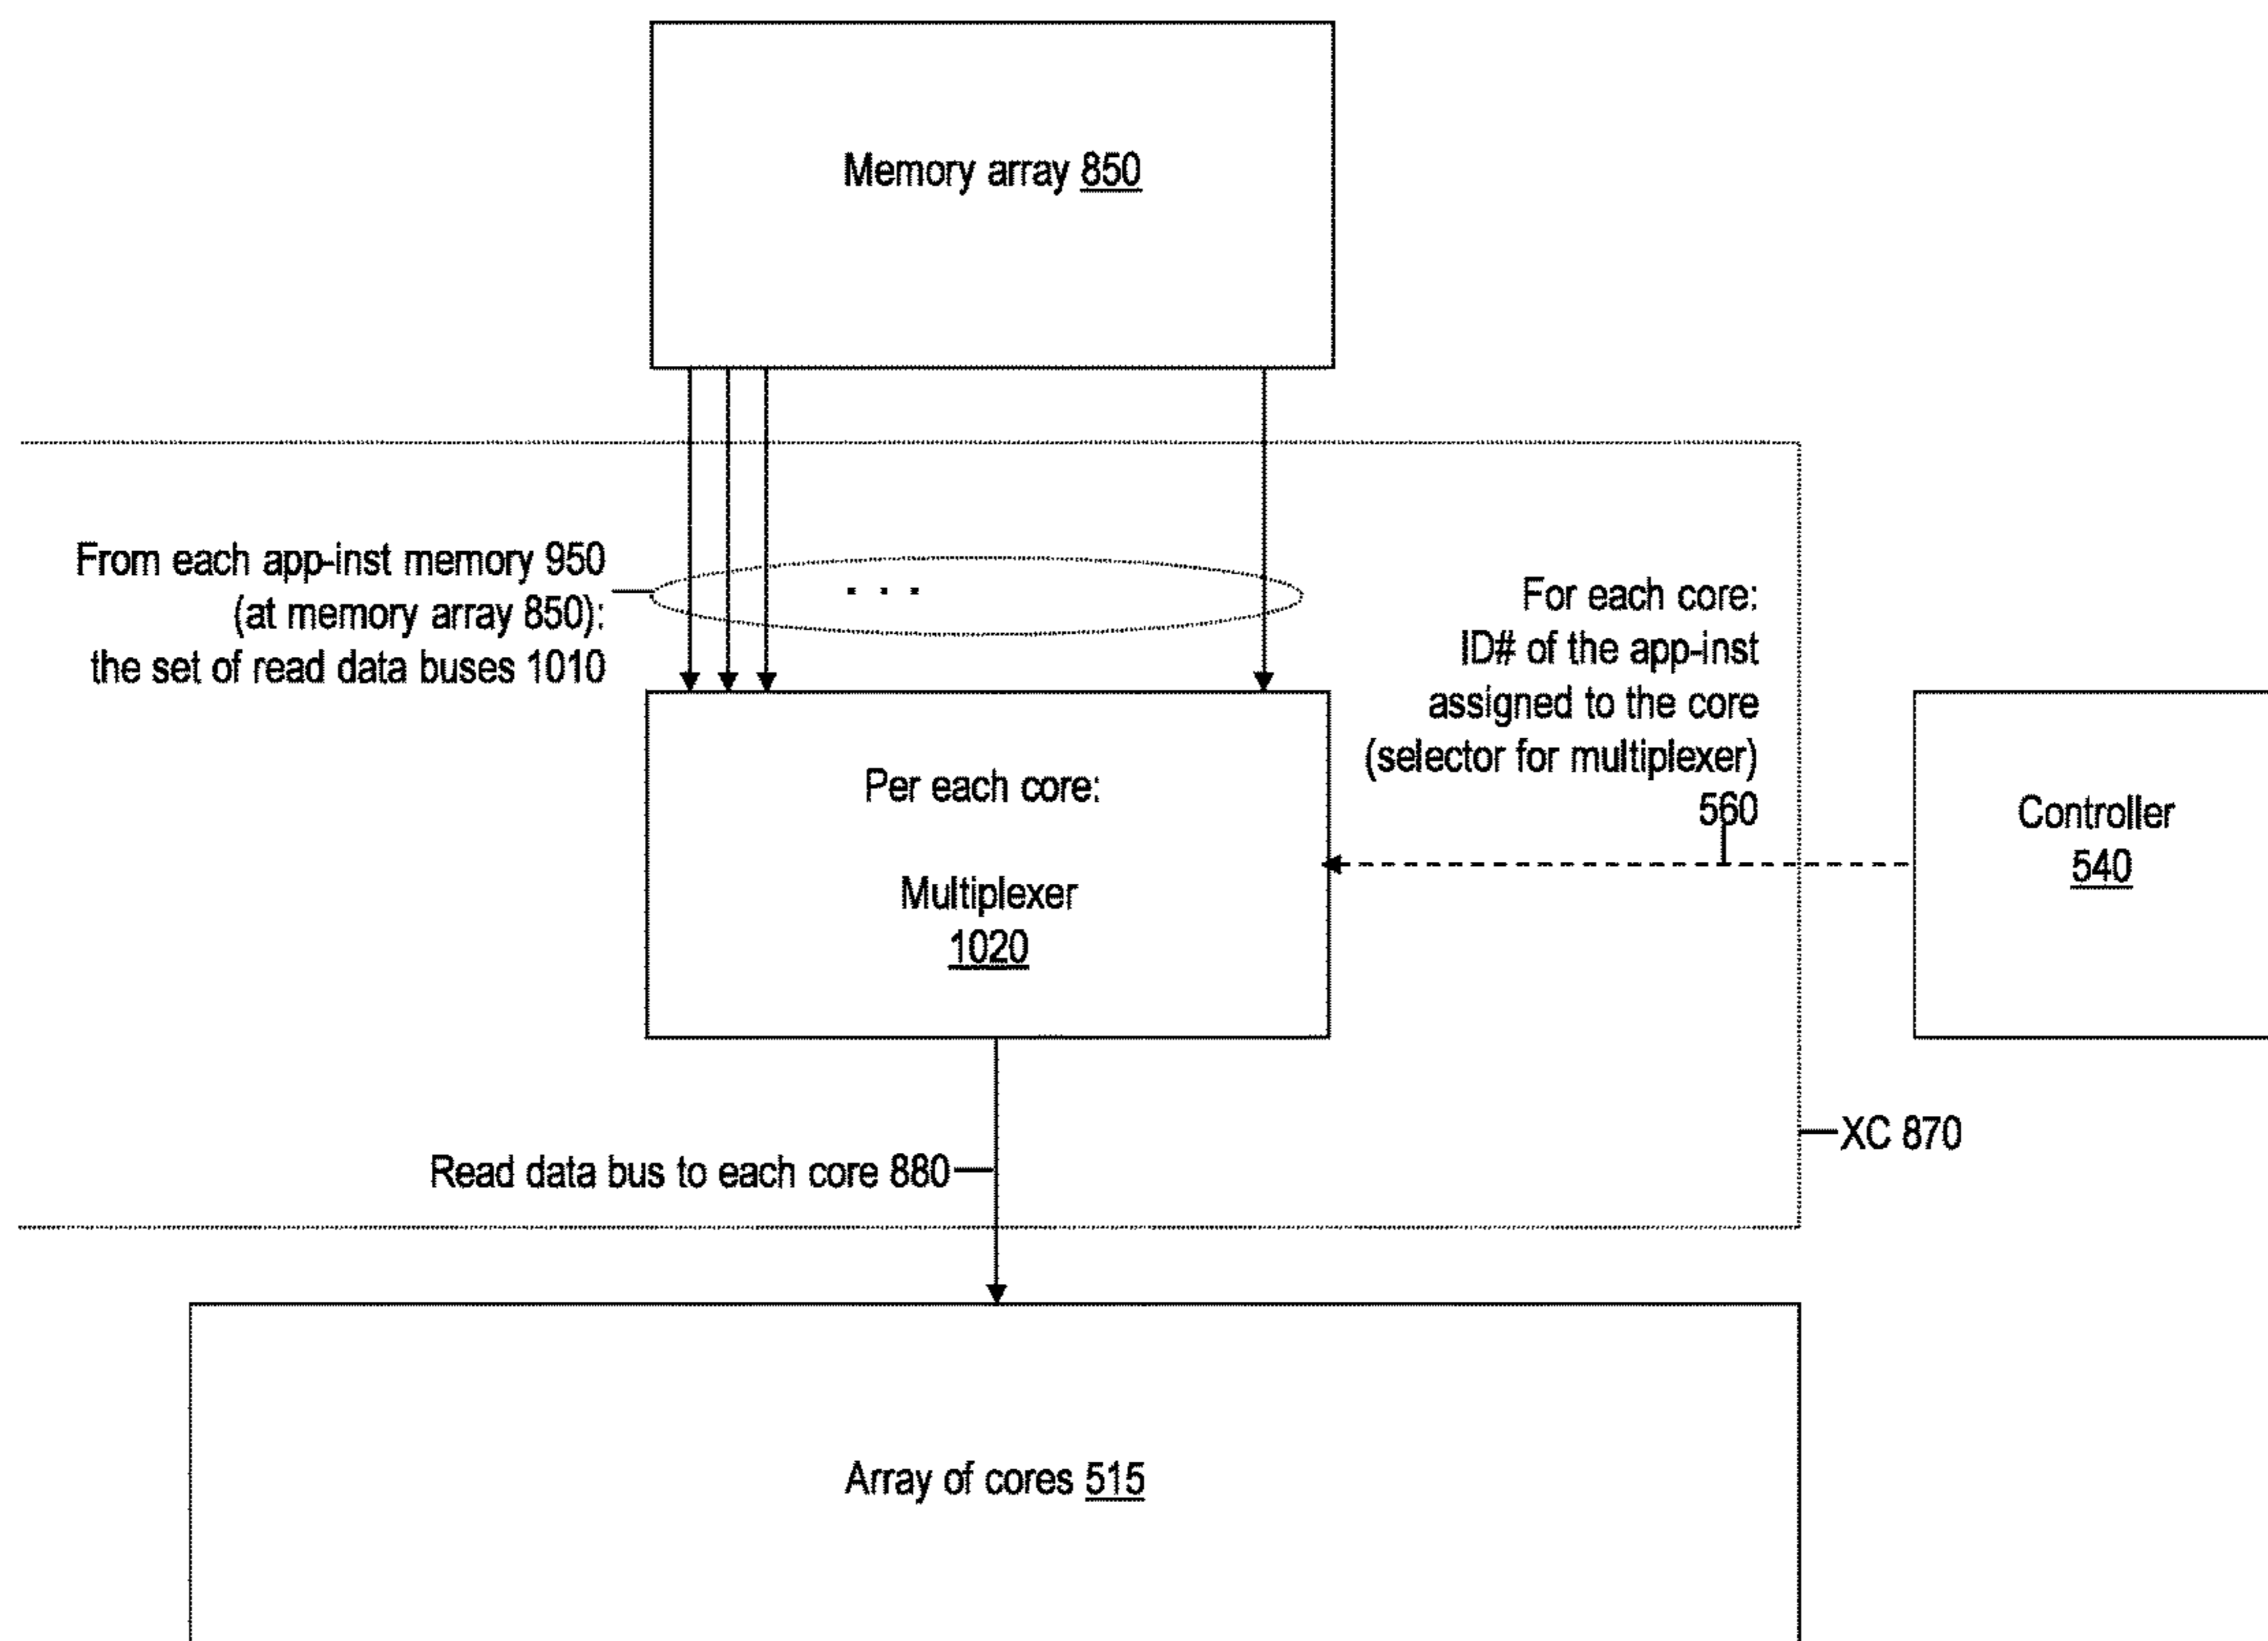 Memory array 850
From each app-inst memory 950
(at memory array 850):
the set of read data buses 1010
. . .
For each core:
ID# of the app-inst
assigned to the core
(selector for multiplexer)
560
Per each core:
Multiplexer
1020
Controller
540
XC 870
Read data bus to each core 880
Array of cores 515